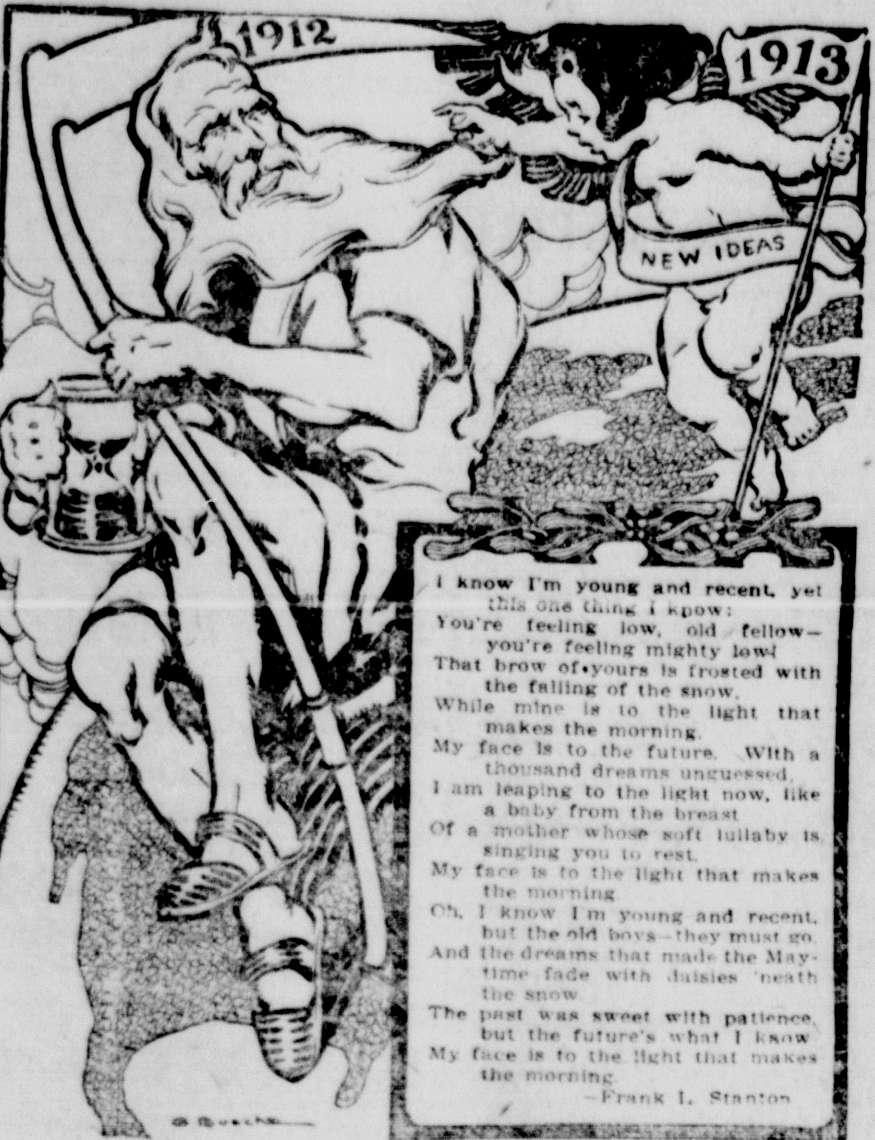 1912
1913
NEW IDEAS
I know I'm young and recent, yet
this one thing I know:
You're feeling low, old fellow—
you're feeling mighty low!
That brow of yours is frosted with
the falling of the snow,
While mine is to the light that
makes the morning.
My face is to the future. With a
thousand dreams unguessed,
I am leaping to the light now, like
a baby from the breast
Of a mother whose soft lullaby is
singing you to rest.
My face is to the light that makes
the morning.
Oh, I know I'm young and recent,
but the old boys—they must go.
And the dreams that made the May-
time fade with daisies 'neath
the snow.
The past was sweet with patience,
but the future's what I know
My face is to the light that makes
the morning.
—Frank L. Stanton